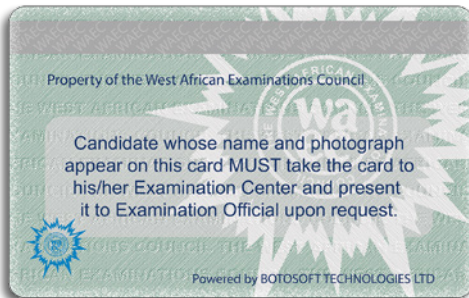 Property of the West African Examinations Council
Candidate whose name and photograph
appear on this card MUST take the card to
his/her Examination Center and present
it to Examination Official upon request.
Powered by BOTOSOFT TECHNOLOGIES LTD